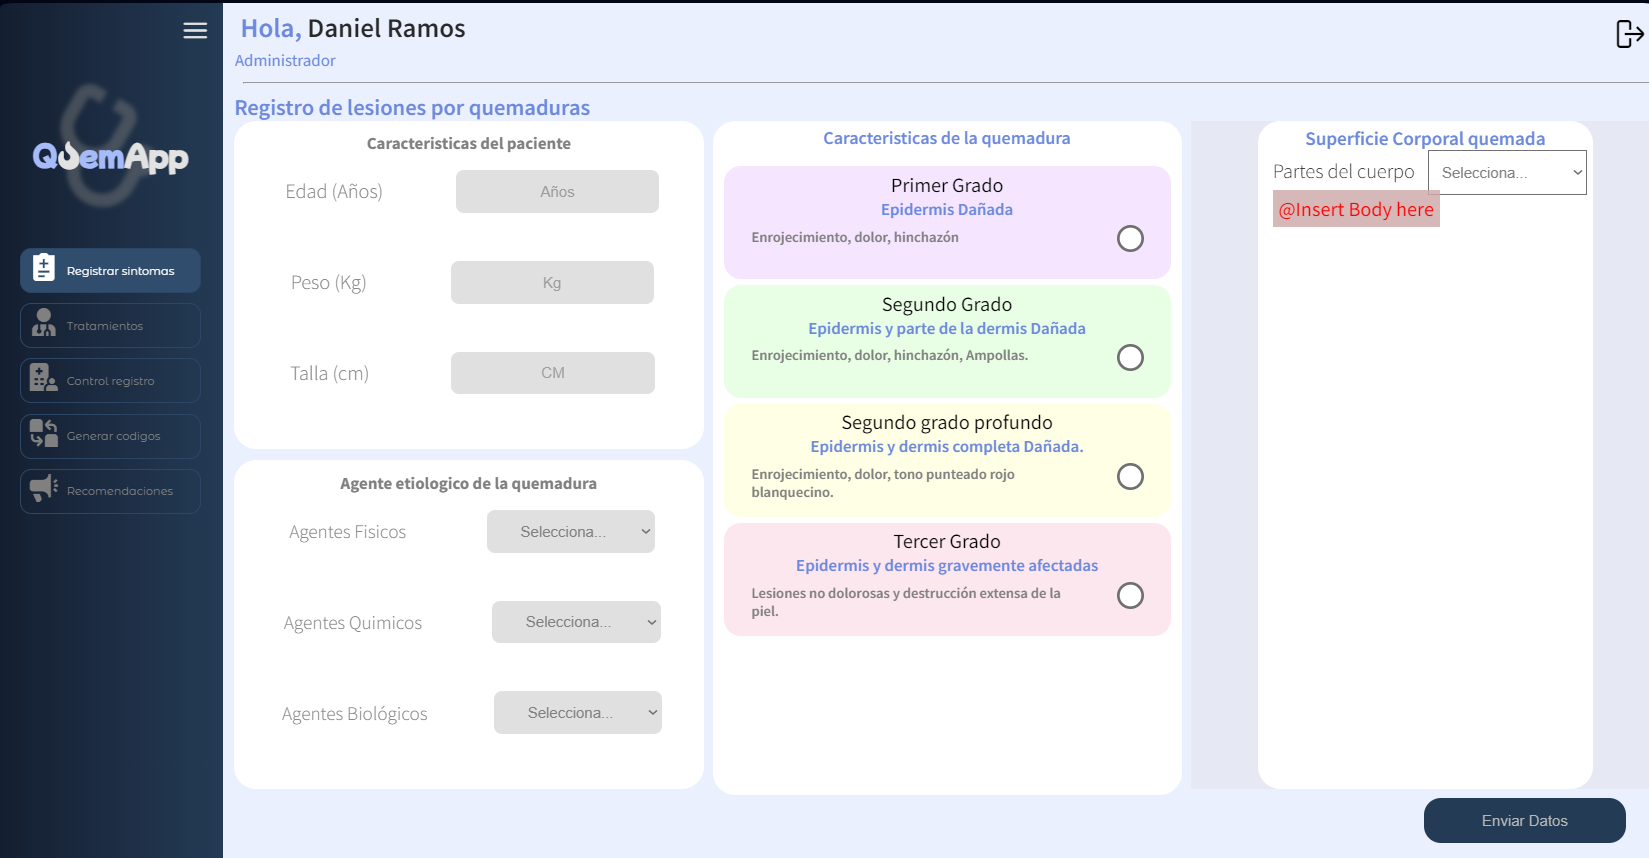 Hola, Daniel Ramos
Administrador
QuemApp
Registrar sintomas
Tratamientos
Control registro
Generar codigos
Recomendaciones
Registro de lesiones por quemaduras
Caracteristicas del paciente
Edad (Años)
Años
Peso (Kg)
Kg
Talla (cm)
CM
Agente etiologico de la quemadura
Agentes Fisicos
Selecciona...
Agentes Quimicos
Selecciona...
Agentes Biológicos
Selecciona...
Caracteristicas de la quemadura
Primer Grado
Epidermis Dañada
Enrojecimiento, dolor, hinchazón
Segundo Grado
Epidermis y parte de la dermis Dañada
Enrojecimiento, dolor, hinchazón, Ampollas.
Segundo grado profundo
Epidermis y dermis completa Dañada.
Enrojecimiento, dolor, tono punteado rojo
blanquecino.
Tercer Grado
Epidermis y dermis gravemente afectadas
Lesiones no dolorosas y destrucción extensa de la
piel.
Superficie Corporal quemada
Partes del cuerpo
Selecciona...
@Insert Body here
Enviar Datos